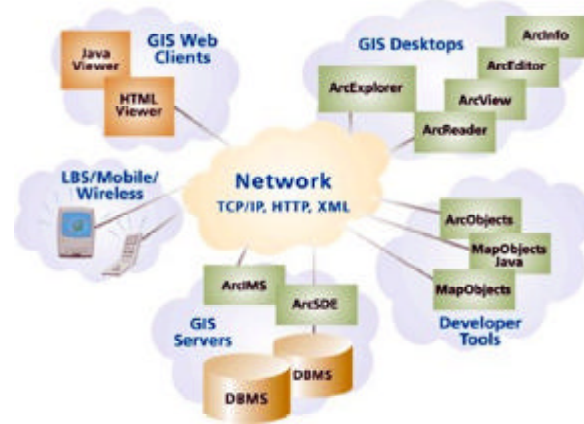 GIS Web
Clients
Java
Viewer
HTML
Viewer
GIS Desktops
ArcInfo
ArcEditor
ArcExplorer
ArcView
ArcReader
LBS/Mobile/
Wireless
Network
TCP/IP, HTTP, XML
ArcObjects
MapObjects
Java
MapObjects
Developer
Tools
ArcIMS
ArcSDE
GIS
Servers
DBMS
DBMS